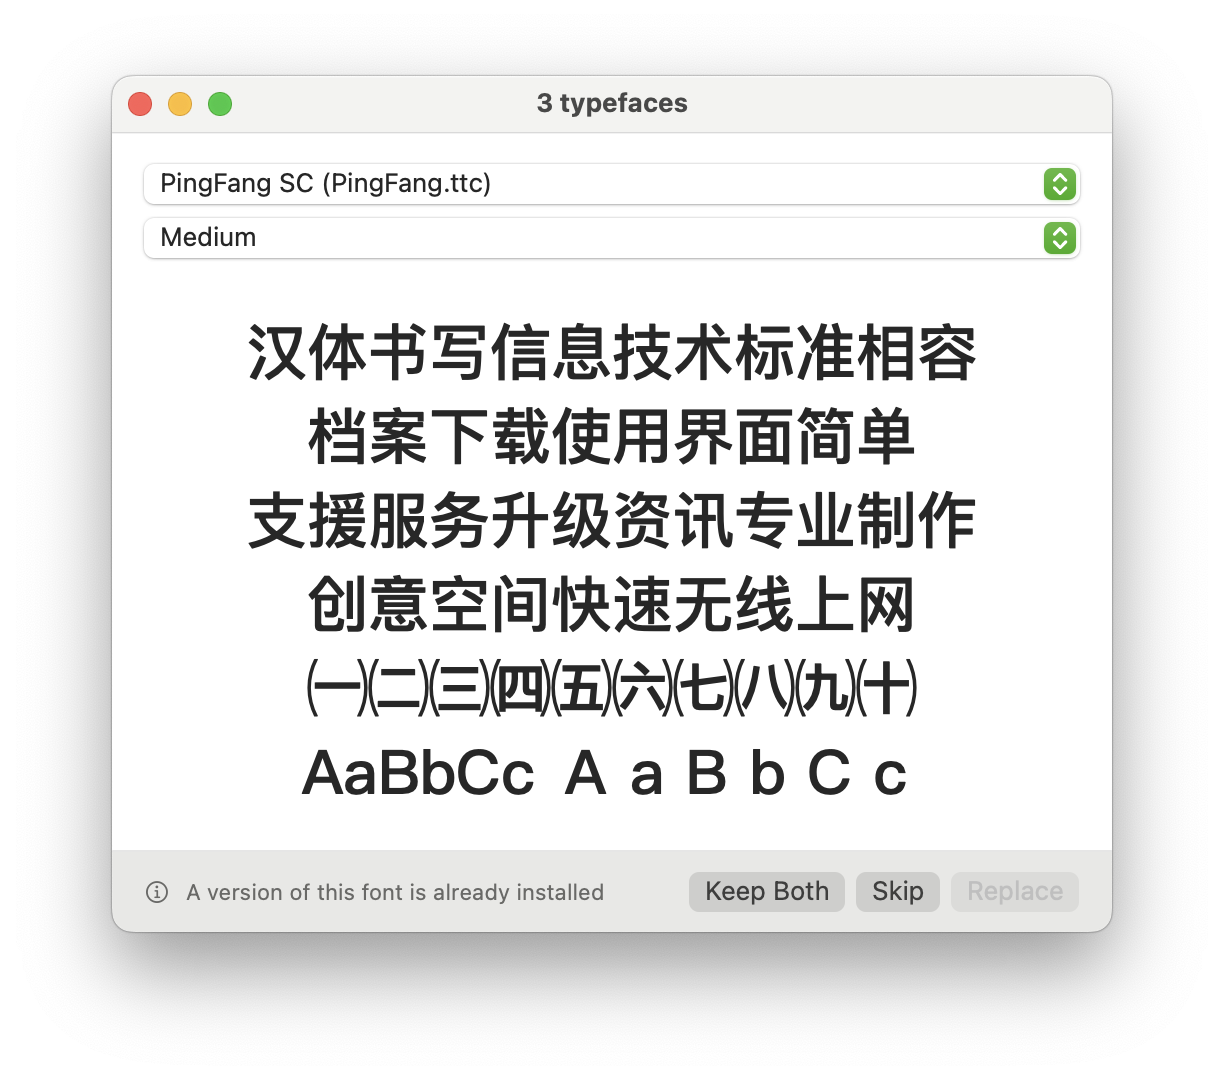 3 typefaces
PingFang SC (PingFang.ttc)
Medium
汉体书写信息技术标准相容
档案下载使用界面简单
支援服务升级资讯专业制作
创意空间快速无线上网
㈠㈡㈢㈣㈤㈥㈦㈧㈨㈩
AaBbCc ＡａＢｂＣｃ
A version of this font is already installed
Keep Both
Skip
Replace